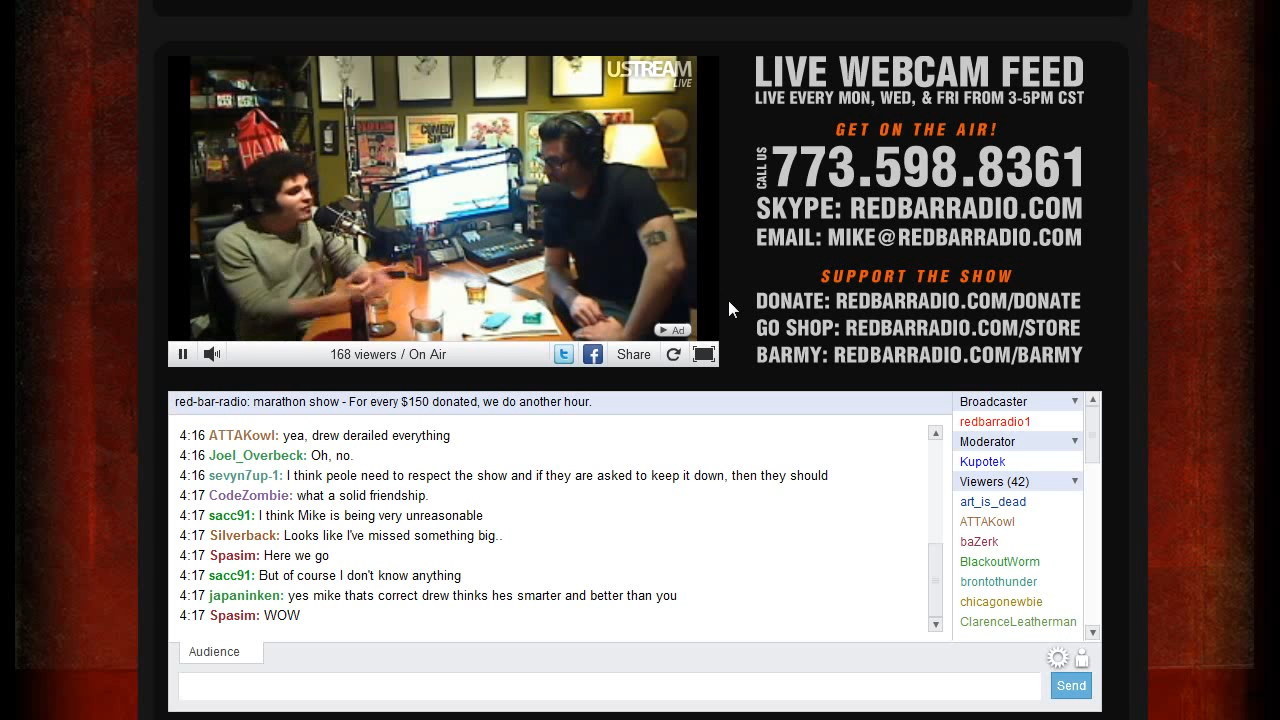 USTREAM
LIVE
HAITI
COMEDY
Ad
168 viewers / On Air
Share
LIVE WEBCAM FEED
LIVE EVERY MON, WED, & FRI FROM 3-5PM CST
GET ON THE AIR!
CALL US 773.598.8361
SKYPE: REDBARRADIO.COM
EMAIL: MIKE@REDBARRADIO.COM
SUPPORT THE SHOW
DONATE: REDBARRADIO.COM/DONATE
GO SHOP: REDBARRADIO.COM/STORE
BARMY: REDBARRADIO.COM/BARMY
red-bar-radio: marathon show - For every $150 donated, we do another hour.
4:16 ATTAKowl: yea, drew derailed everything
4:16 Joel_Overbeck: Oh, no.
4:16 sevyn7up-1: I think peole need to respect the show and if they are asked to keep it down, then they should
4:17 CodeZombie: what a solid friendship.
4:17 sacc91: I think Mike is being very unreasonable
4:17 Silverback: Looks like I've missed something big..
4:17 Spasim: Here we go
4:17 sacc91: But of course I don't know anything
4:17 japaninken: yes mike thats correct drew thinks hes smarter and better than you
4:17 Spasim: WOW
Broadcaster
redbarradio1
Moderator
Kupotek
Viewers (42)
art_is_dead
ATTAKowl
baZerk
BlackoutWorm
brontothunder
chicagonewbie
ClarenceLeatherman
Audience
Send